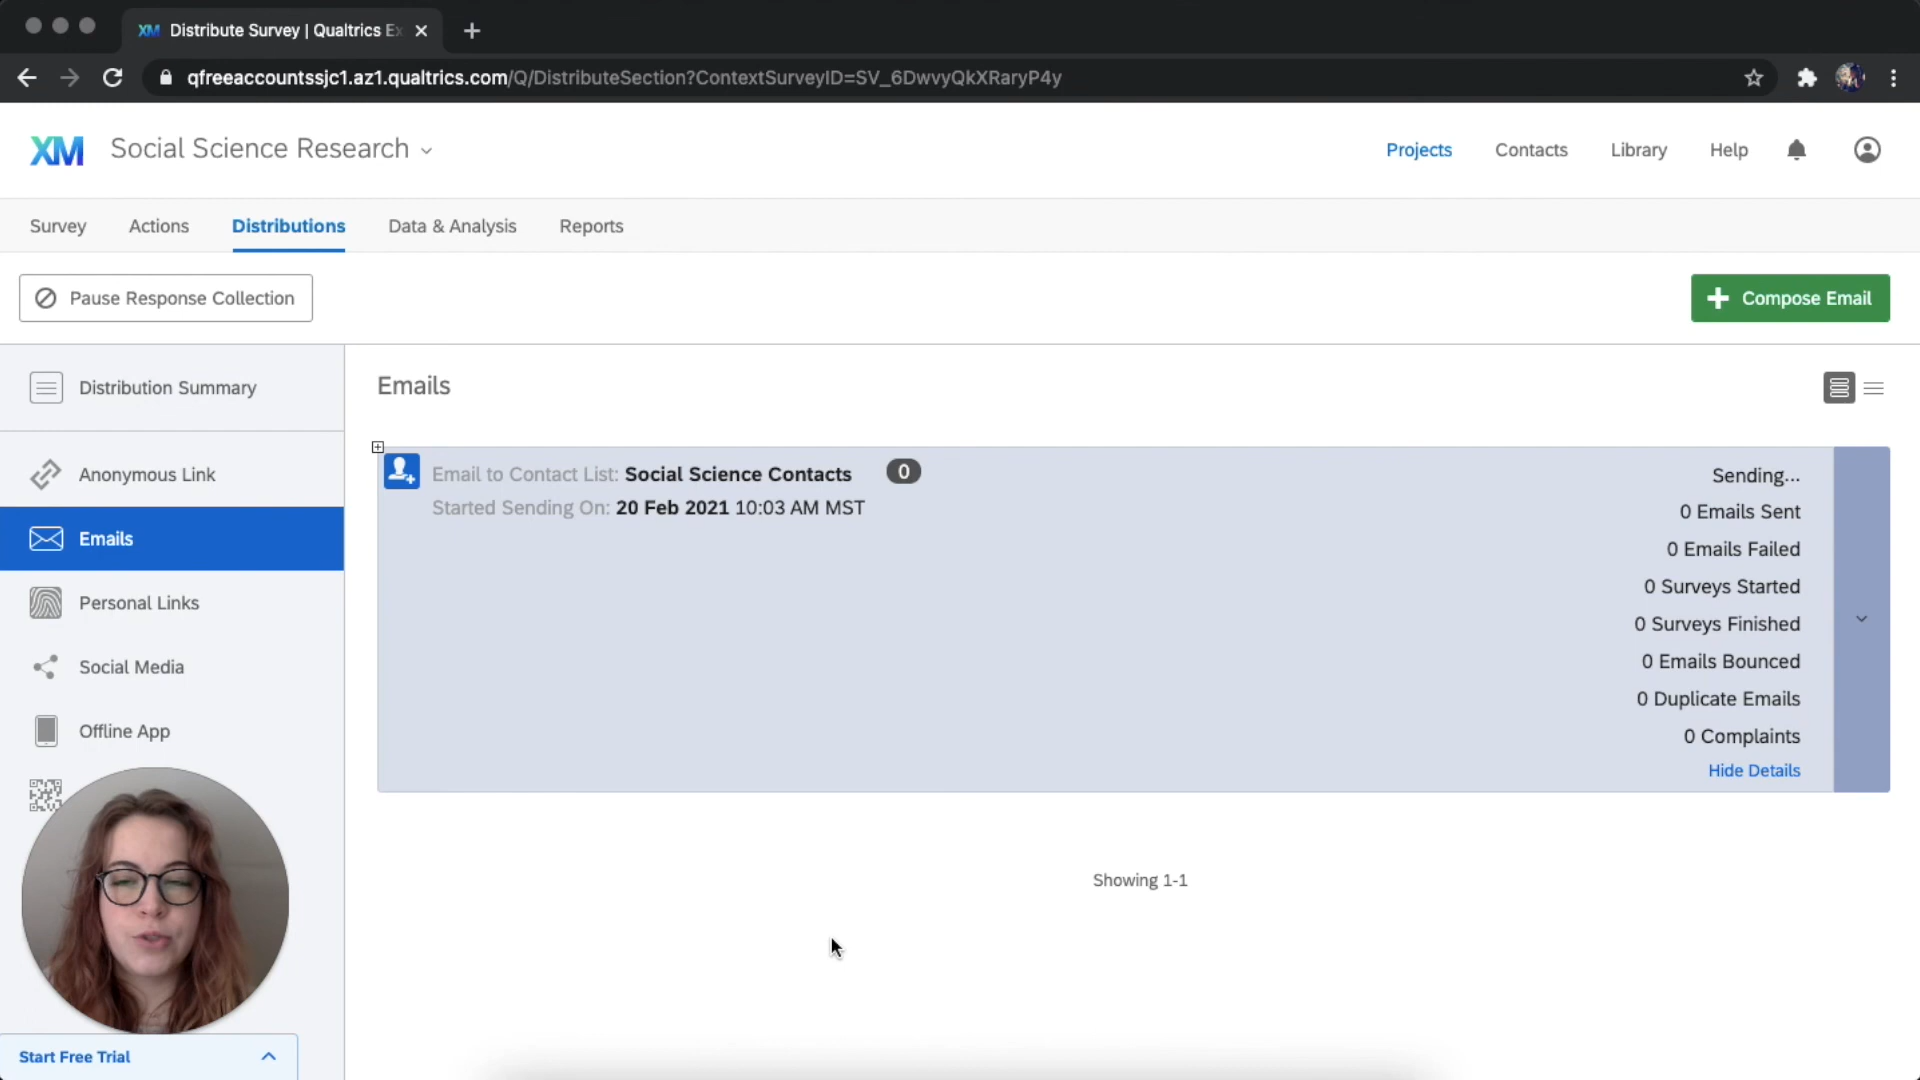 XM Distribute Survey | Qualtrics Ex
qfreeaccountssjc1.az1.qualtrics.com/Q/DistributeSection?ContextSurveyID=SV_6DwvyQkXRaryP4y
XM Social Science Research
Projects Contacts Library Help
Survey Actions Distributions Data & Analysis Reports
Pause Response Collection
Compose Email
Distribution Summary
Anonymous Link
Emails
Personal Links
Social Media
Offline App
Start Free Trial
Emails
Email to Contact List: Social Science Contacts 0
Started Sending On: 20 Feb 2021 10:03 AM MST
Sending...
0 Emails Sent
0 Emails Failed
0 Surveys Started
0 Surveys Finished
0 Emails Bounced
0 Duplicate Emails
0 Complaints
Hide Details
Showing 1-1